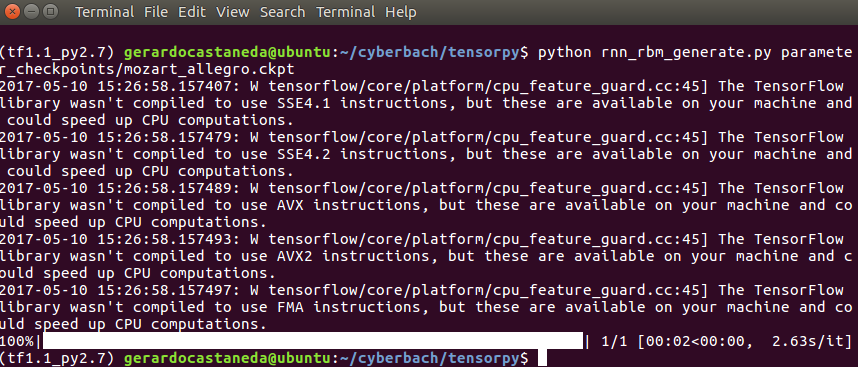 Terminal File Edit View Search Terminal Help
(tf1.1_py2.7) gerardocastaneda@ubuntu:~/cyberbach/tensorpy$ python rnn_rbm_generate.py paramete
r_checkpoints/mozart_allegro.ckpt
2017-05-10 15:26:58.157407: W tensorflow/core/platform/cpu_feature_guard.cc:45] The TensorFlow
library wasn't compiled to use SSE4.1 instructions, but these are available on your machine and
 could speed up CPU computations.
2017-05-10 15:26:58.157479: W tensorflow/core/platform/cpu_feature_guard.cc:45] The TensorFlow
library wasn't compiled to use SSE4.2 instructions, but these are available on your machine and
 could speed up CPU computations.
2017-05-10 15:26:58.157489: W tensorflow/core/platform/cpu_feature_guard.cc:45] The TensorFlow
library wasn't compiled to use AVX instructions, but these are available on your machine and co
uld speed up CPU computations.
2017-05-10 15:26:58.157493: W tensorflow/core/platform/cpu_feature_guard.cc:45] The TensorFlow
library wasn't compiled to use AVX2 instructions, but these are available on your machine and c
ould speed up CPU computations.
2017-05-10 15:26:58.157497: W tensorflow/core/platform/cpu_feature_guard.cc:45] The TensorFlow
library wasn't compiled to use FMA instructions, but these are available on your machine and co
uld speed up CPU computations.
100%|| 1/1 [00:02<00:00,  2.63s/it]
(tf1.1_py2.7) gerardocastaneda@ubuntu:~/cyberbach/tensorpy$